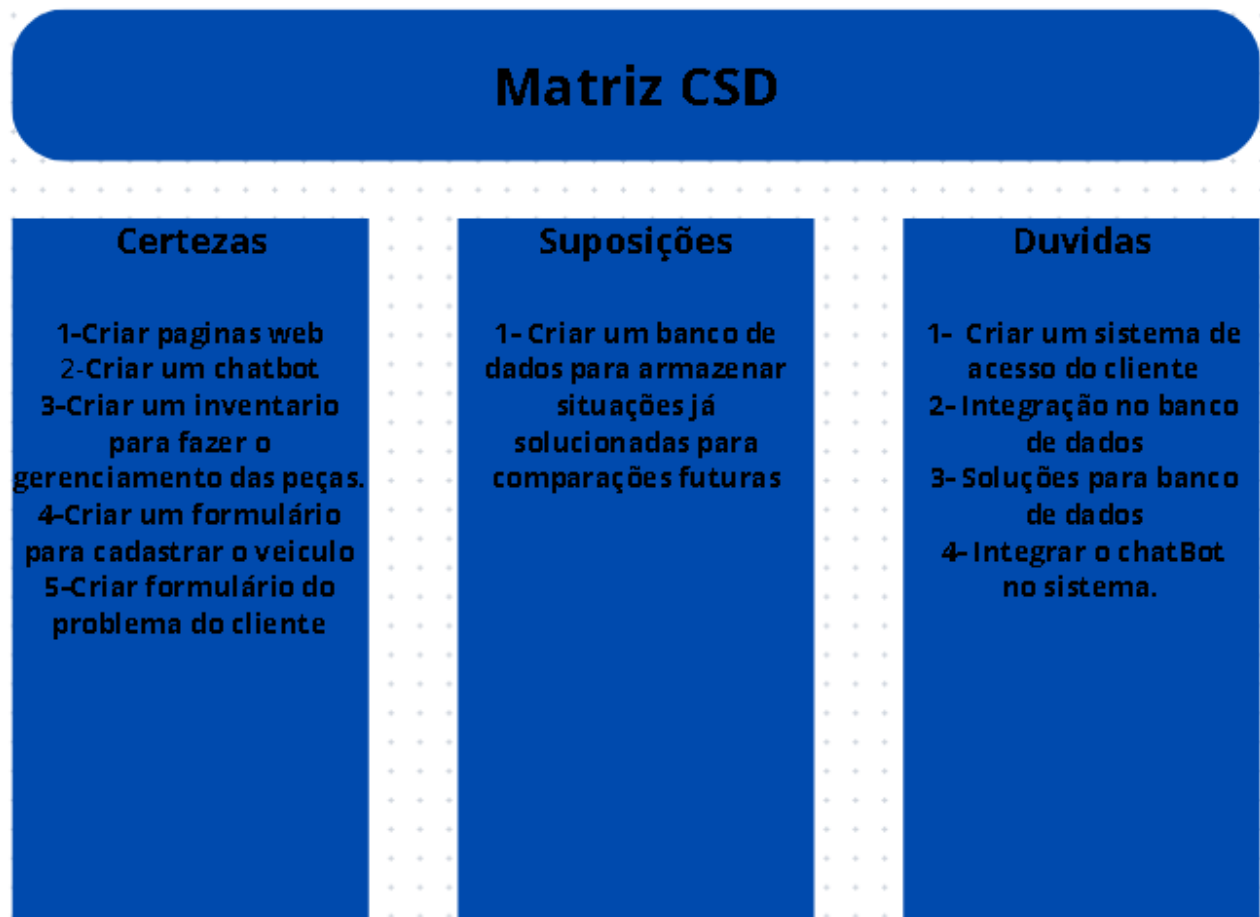 Matriz CSD
Certezas
1-Criar paginas web
2-Criar um chatbot
3-Criar um inventario
para fazer o
gerenciamento das peças.
4-Criar um formulário
para cadastrar o veiculo
5-Criar formulário do
problema do cliente
Suposições
1- Criar um banco de
dados para armazenar
situações já
solucionadas para
comparações futuras
Duvidas
1- Criar um sistema de
acesso do cliente
2- Integração no banco
de dados
3- Soluções para banco
de dados
4- Integrar o chatBot
no sistema.